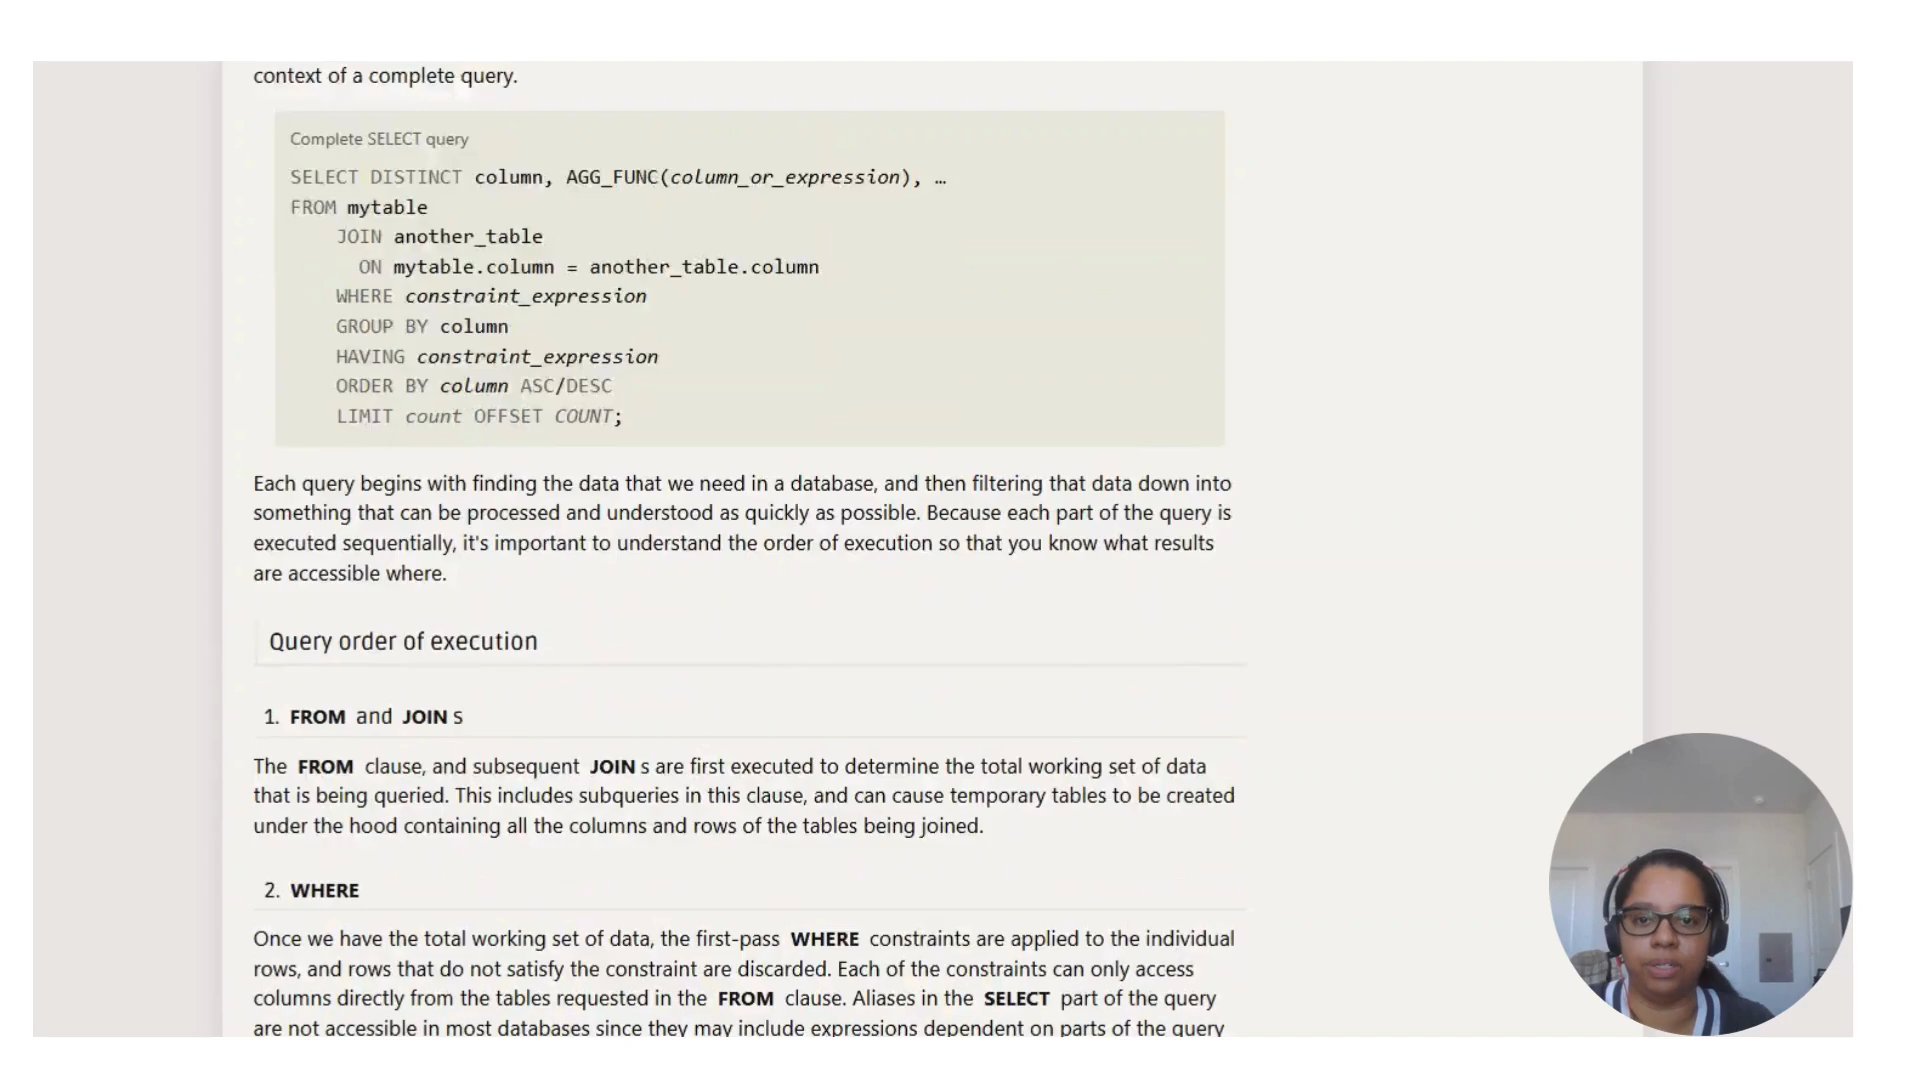 context of a complete query.
Complete SELECT query
SELECT DISTINCT column, AGG_FUNC(column_or_expression), …
FROM mytable
JOIN another_table
ON mytable.column = another_table.column
WHERE constraint_expression
GROUP BY column
HAVING constraint_expression
ORDER BY column ASC/DESC
LIMIT count OFFSET COUNT;
Each query begins with finding the data that we need in a database, and then filtering that data down into
something that can be processed and understood as quickly as possible. Because each part of the query is
executed sequentially, it's important to understand the order of execution so that you know what results
are accessible where.
Query order of execution
1. FROM and JOIN s
The FROM clause, and subsequent JOIN s are first executed to determine the total working set of data
that is being queried. This includes subqueries in this clause, and can cause temporary tables to be created
under the hood containing all the columns and rows of the tables being joined.
2. WHERE
Once we have the total working set of data, the first-pass WHERE constraints are applied to the individual
rows, and rows that do not satisfy the constraint are discarded. Each of the constraints can only access
columns directly from the tables requested in the FROM clause. Aliases in the SELECT part of the query
are not accessible in most databases since they may include expressions dependent on parts of the query